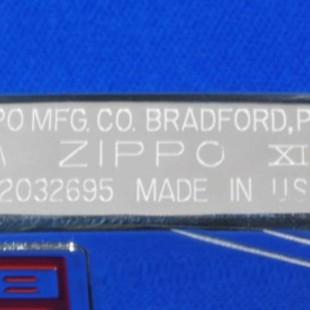 PO MFG. CO. BRADFORD, P
ZIPPO XI
2032695 MADE IN US